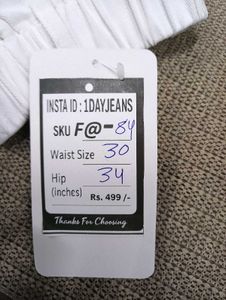 INSTA ID : 1DAYJEANS
SKU F@-84
Waist Size 30
Hip 34
(inches)
Rs. 499 /-
Thanks For Choosing